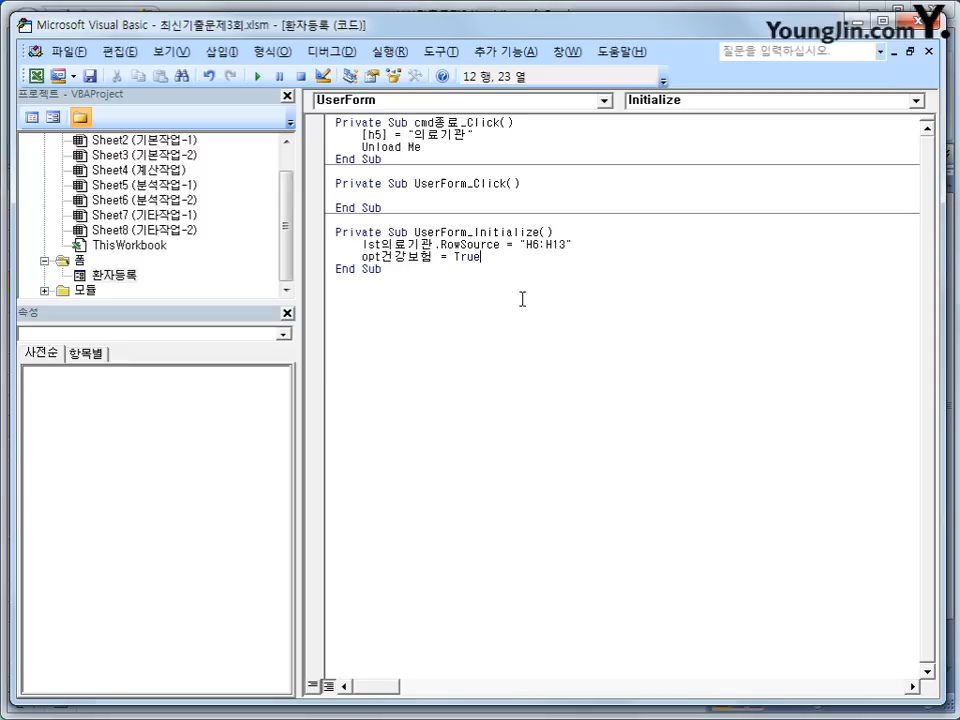 Microsoft Visual Basic - 최신기출문제3회.xlsm - [환자등록 (코드)]
Younglin.com Y.
파일(F) 편집(E) 보기(V) 삽입(I) 형식(O) 디버그(D) 실행(R) 도구(T) 추가 기능(A) 창(W) 도움말(H) 질문을 입력하십시오.
12 행, 23 열
프로젝트 - VBAProject
UserForm Initialize
Sheet2 (기본작업-1)
Sheet3 (기본작업-2)
Sheet4 (계산작업)
Sheet5 (분석작업-1)
Sheet6 (분석작업-2)
Sheet7 (기타작업-1)
Sheet8 (기타작업-2)
ThisWorkbook
폼
환자등록
모듈
속성
사전순 항목별
Private Sub cmd종료_Click()
[h5] = "의료기관"
Unload Me
End Sub
Private Sub UserForm_Click()
End Sub
Private Sub UserForm_Initialize()
lst의료기관.RowSource = "H6:H13"
opt건강보험 = True
End Sub